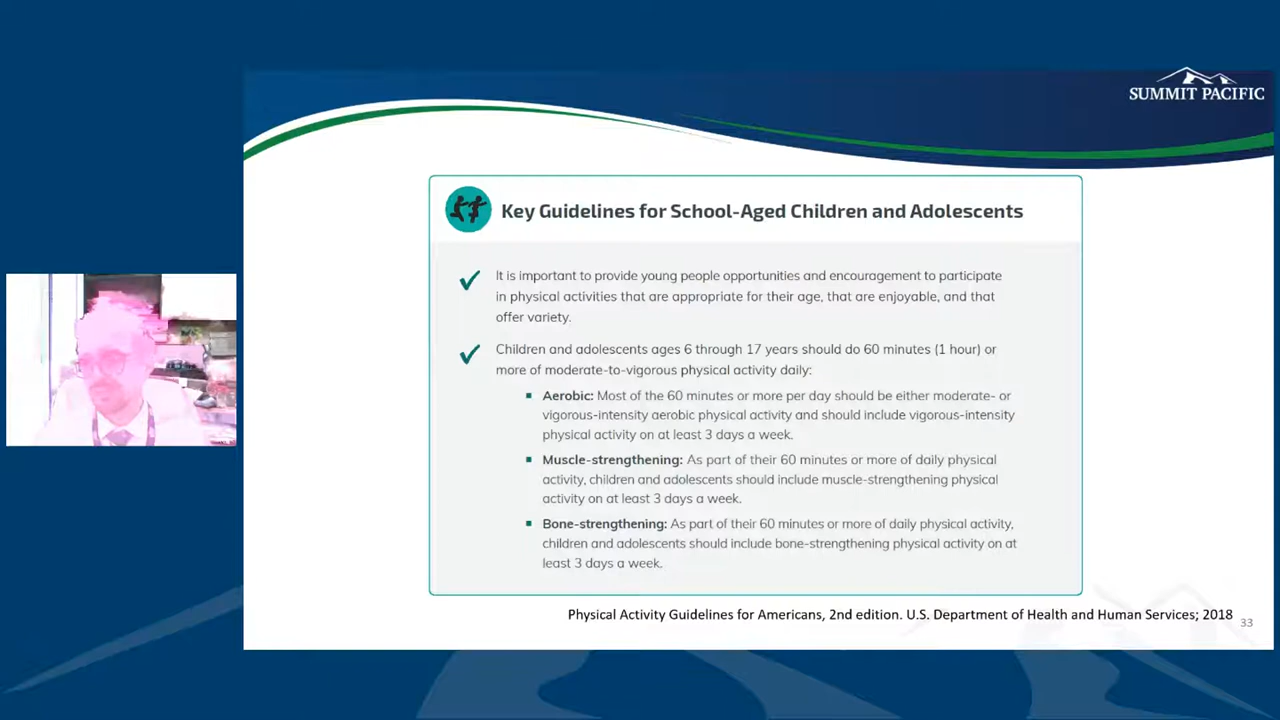 SUMMIT PACIFIC
Key Guidelines for School-Aged Children and Adolescents
It is important to provide young people opportunities and encouragement to participate
in physical activities that are appropriate for their age, that are enjoyable, and that
offer variety.
Children and adolescents ages 6 through 17 years should do 60 minutes (1 hour) or
more of moderate-to-vigorous physical activity daily:
Aerobic: Most of the 60 minutes or more per day should be either moderate- or
vigorous-intensity aerobic physical activity and should include vigorous-intensity
physical activity on at least 3 days a week.
Muscle-strengthening: As part of their 60 minutes or more of daily physical
activity, children and adolescents should include muscle-strengthening physical
activity on at least 3 days a week.
Bone-strengthening: As part of their 60 minutes or more of daily physical activity,
children and adolescents should include bone-strengthening physical activity on at
least 3 days a week.
Physical Activity Guidelines for Americans, 2nd edition. U.S. Department of Health and Human Services; 2018
33